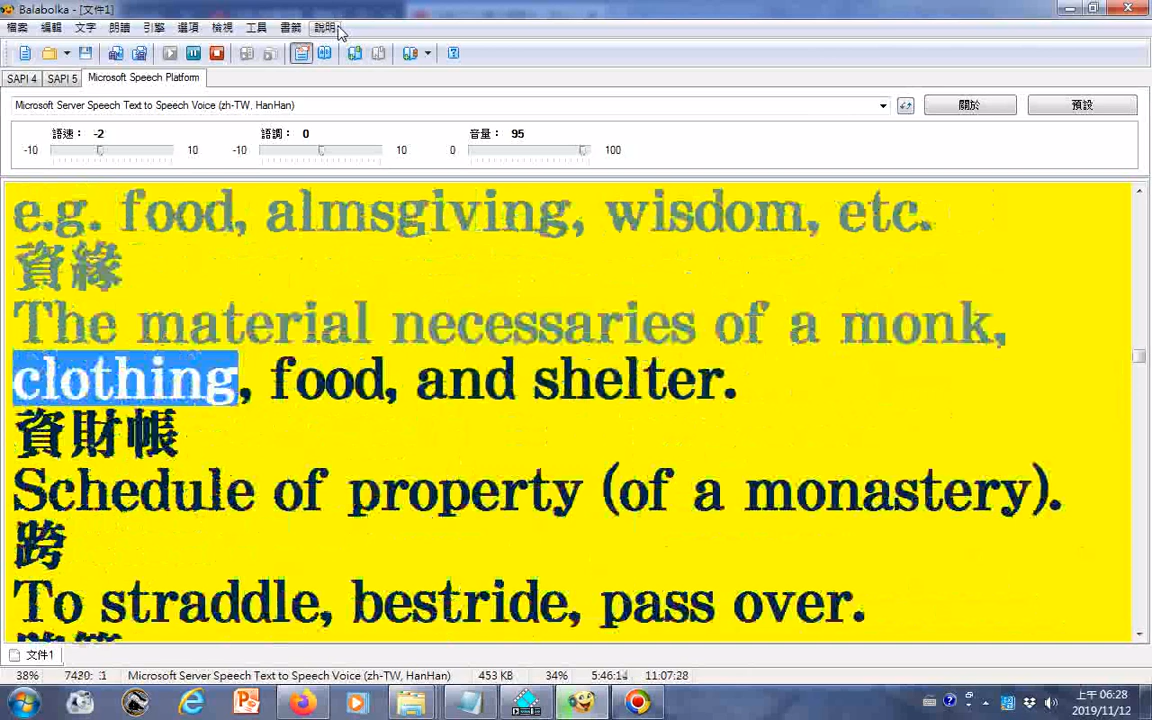 Balabolka - [文件1]
檔案 編輯 文字 朗讀 引擎 選項 檢視 工具 書籤 說明
SAPI 4 SAPI 5 Microsoft Speech Platform
Microsoft Server Speech Text to Speech Voice (zh-TW, HanHan) 關於 預設
語速： -2 語調： 0 音量： 95
-10 10 -10 10 0 100
e.g. food, almsgiving, wisdom, etc.
資緣
The material necessaries of a monk,
clothing, food, and shelter.
資財帳
Schedule of property (of a monastery).
跨
To straddle, bestride, pass over.
文件1
38% 7420: :1 Microsoft Server Speech Text to Speech Voice (zh-TW, HanHan) 453 KB 34% 5:46:14 11:07:28
上午 06:28
2019/11/12